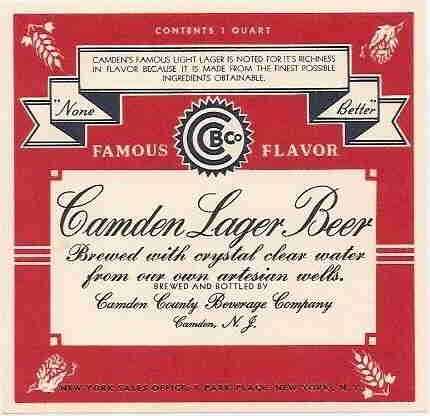 CONTENTS 1 QUART
CAMDEN'S FAMOUS LIGHT LAGER IS NOTED FOR IT'S RICHNESS
IN FLAVOR BECAUSE IT IS MADE FROM THE FINEST POSSIBLE
INGREDIENTS OBTAINABLE.
"None Better"
CCBCo
FAMOUS FLAVOR
Camden Lager Beer
Brewed with crystal clear water
from our own artesian wells.
BREWED AND BOTTLED BY
Camden County Beverage Company
Camden, N. J.
NEW YORK SALES OFFICE, PARK PLACE, NEW YORK, N. Y.